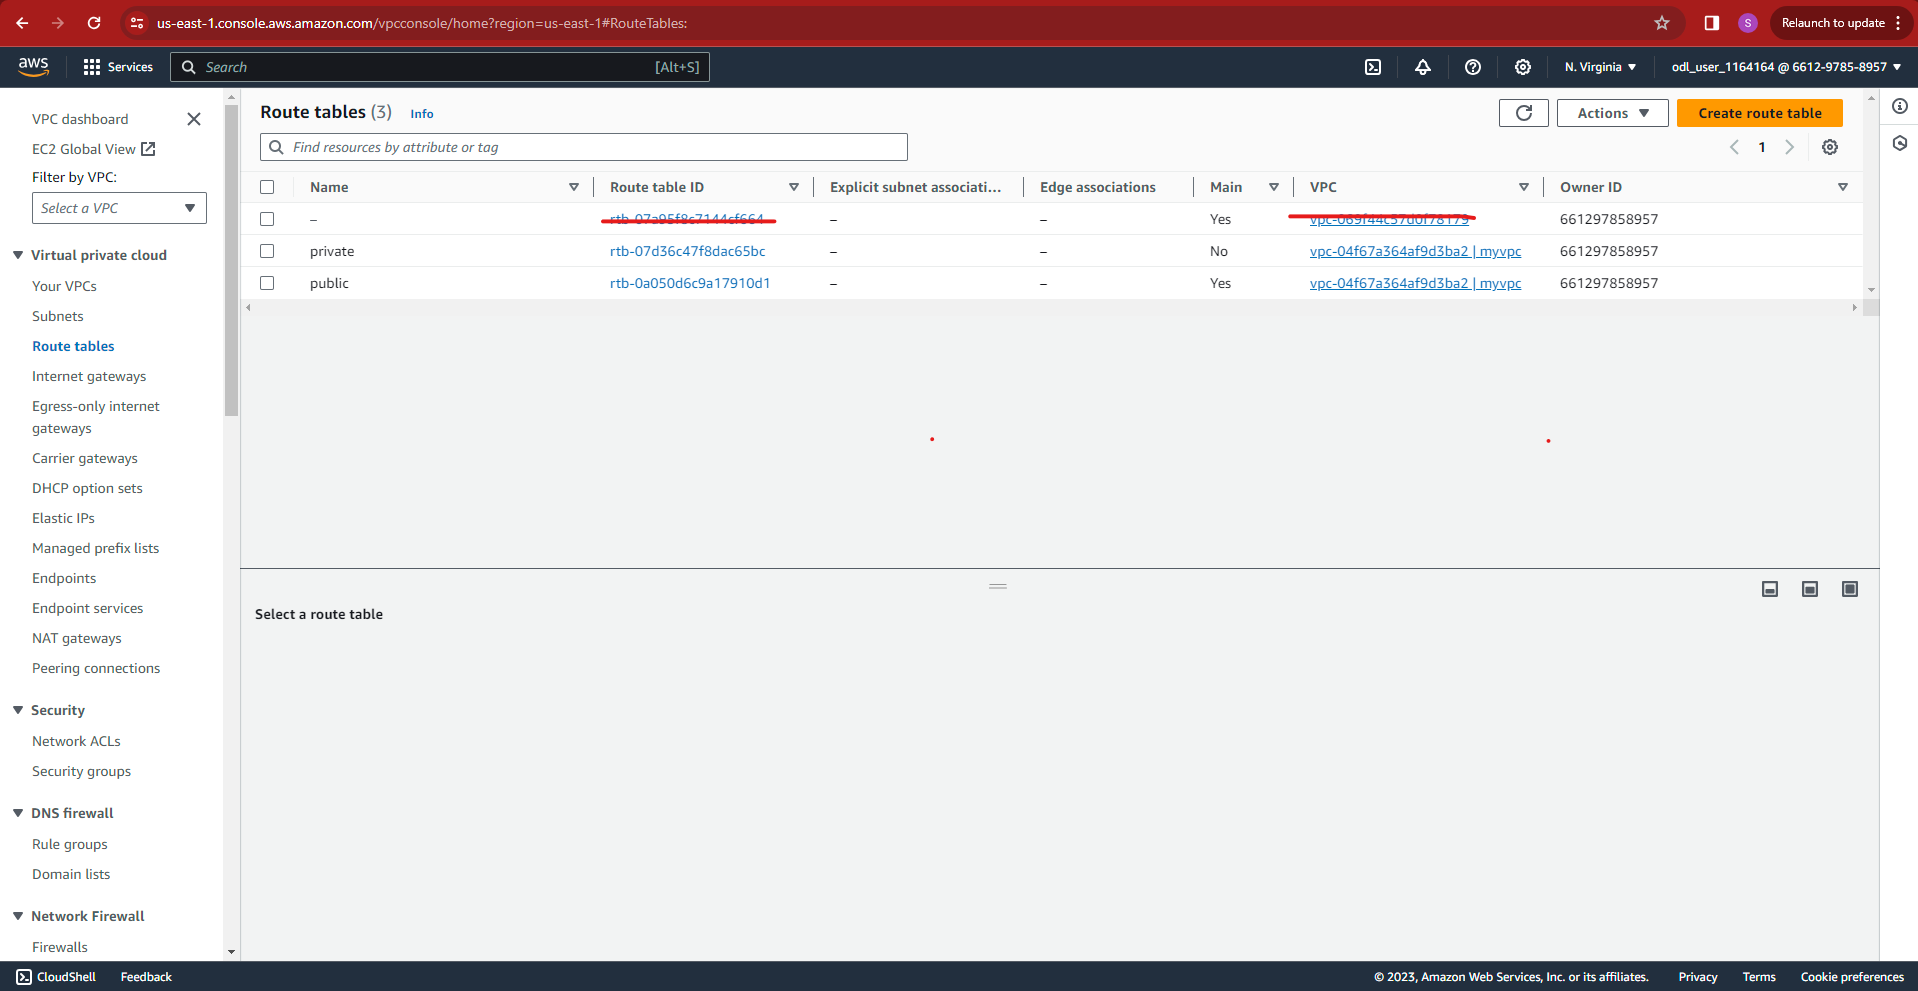 us-east-1.console.aws.amazon.com/vpcconsole/home?region=us-east-1#RouteTables:
S
Relaunch to update
aws
Services
Search
[Alt+S]
N. Virginia
odl_user_1164164 @ 6612-9785-8957
VPC dashboard
EC2 Global View
Filter by VPC:
Select a VPC
Virtual private cloud
Your VPCs
Subnets
Route tables
Internet gateways
Egress-only internet
gateways
Carrier gateways
DHCP option sets
Elastic IPs
Managed prefix lists
Endpoints
Endpoint services
NAT gateways
Peering connections
Security
Network ACLs
Security groups
DNS firewall
Rule groups
Domain lists
Network Firewall
Firewalls
Route tables (3) Info
Actions
Create route table
Find resources by attribute or tag
1
Name Route table ID Explicit subnet associati... Edge associations Main VPC Owner ID
– rtb-07a95f8c7144cf664 – – Yes vpc-069f44c57d0f78179 661297858957
private rtb-07d36c47f8dac65bc – – No vpc-04f67a364af9d3ba2 | myvpc 661297858957
public rtb-0a050d6c9a17910d1 – – Yes vpc-04f67a364af9d3ba2 | myvpc 661297858957
Select a route table
CloudShell
Feedback
© 2023, Amazon Web Services, Inc. or its affiliates.
Privacy
Terms
Cookie preferences